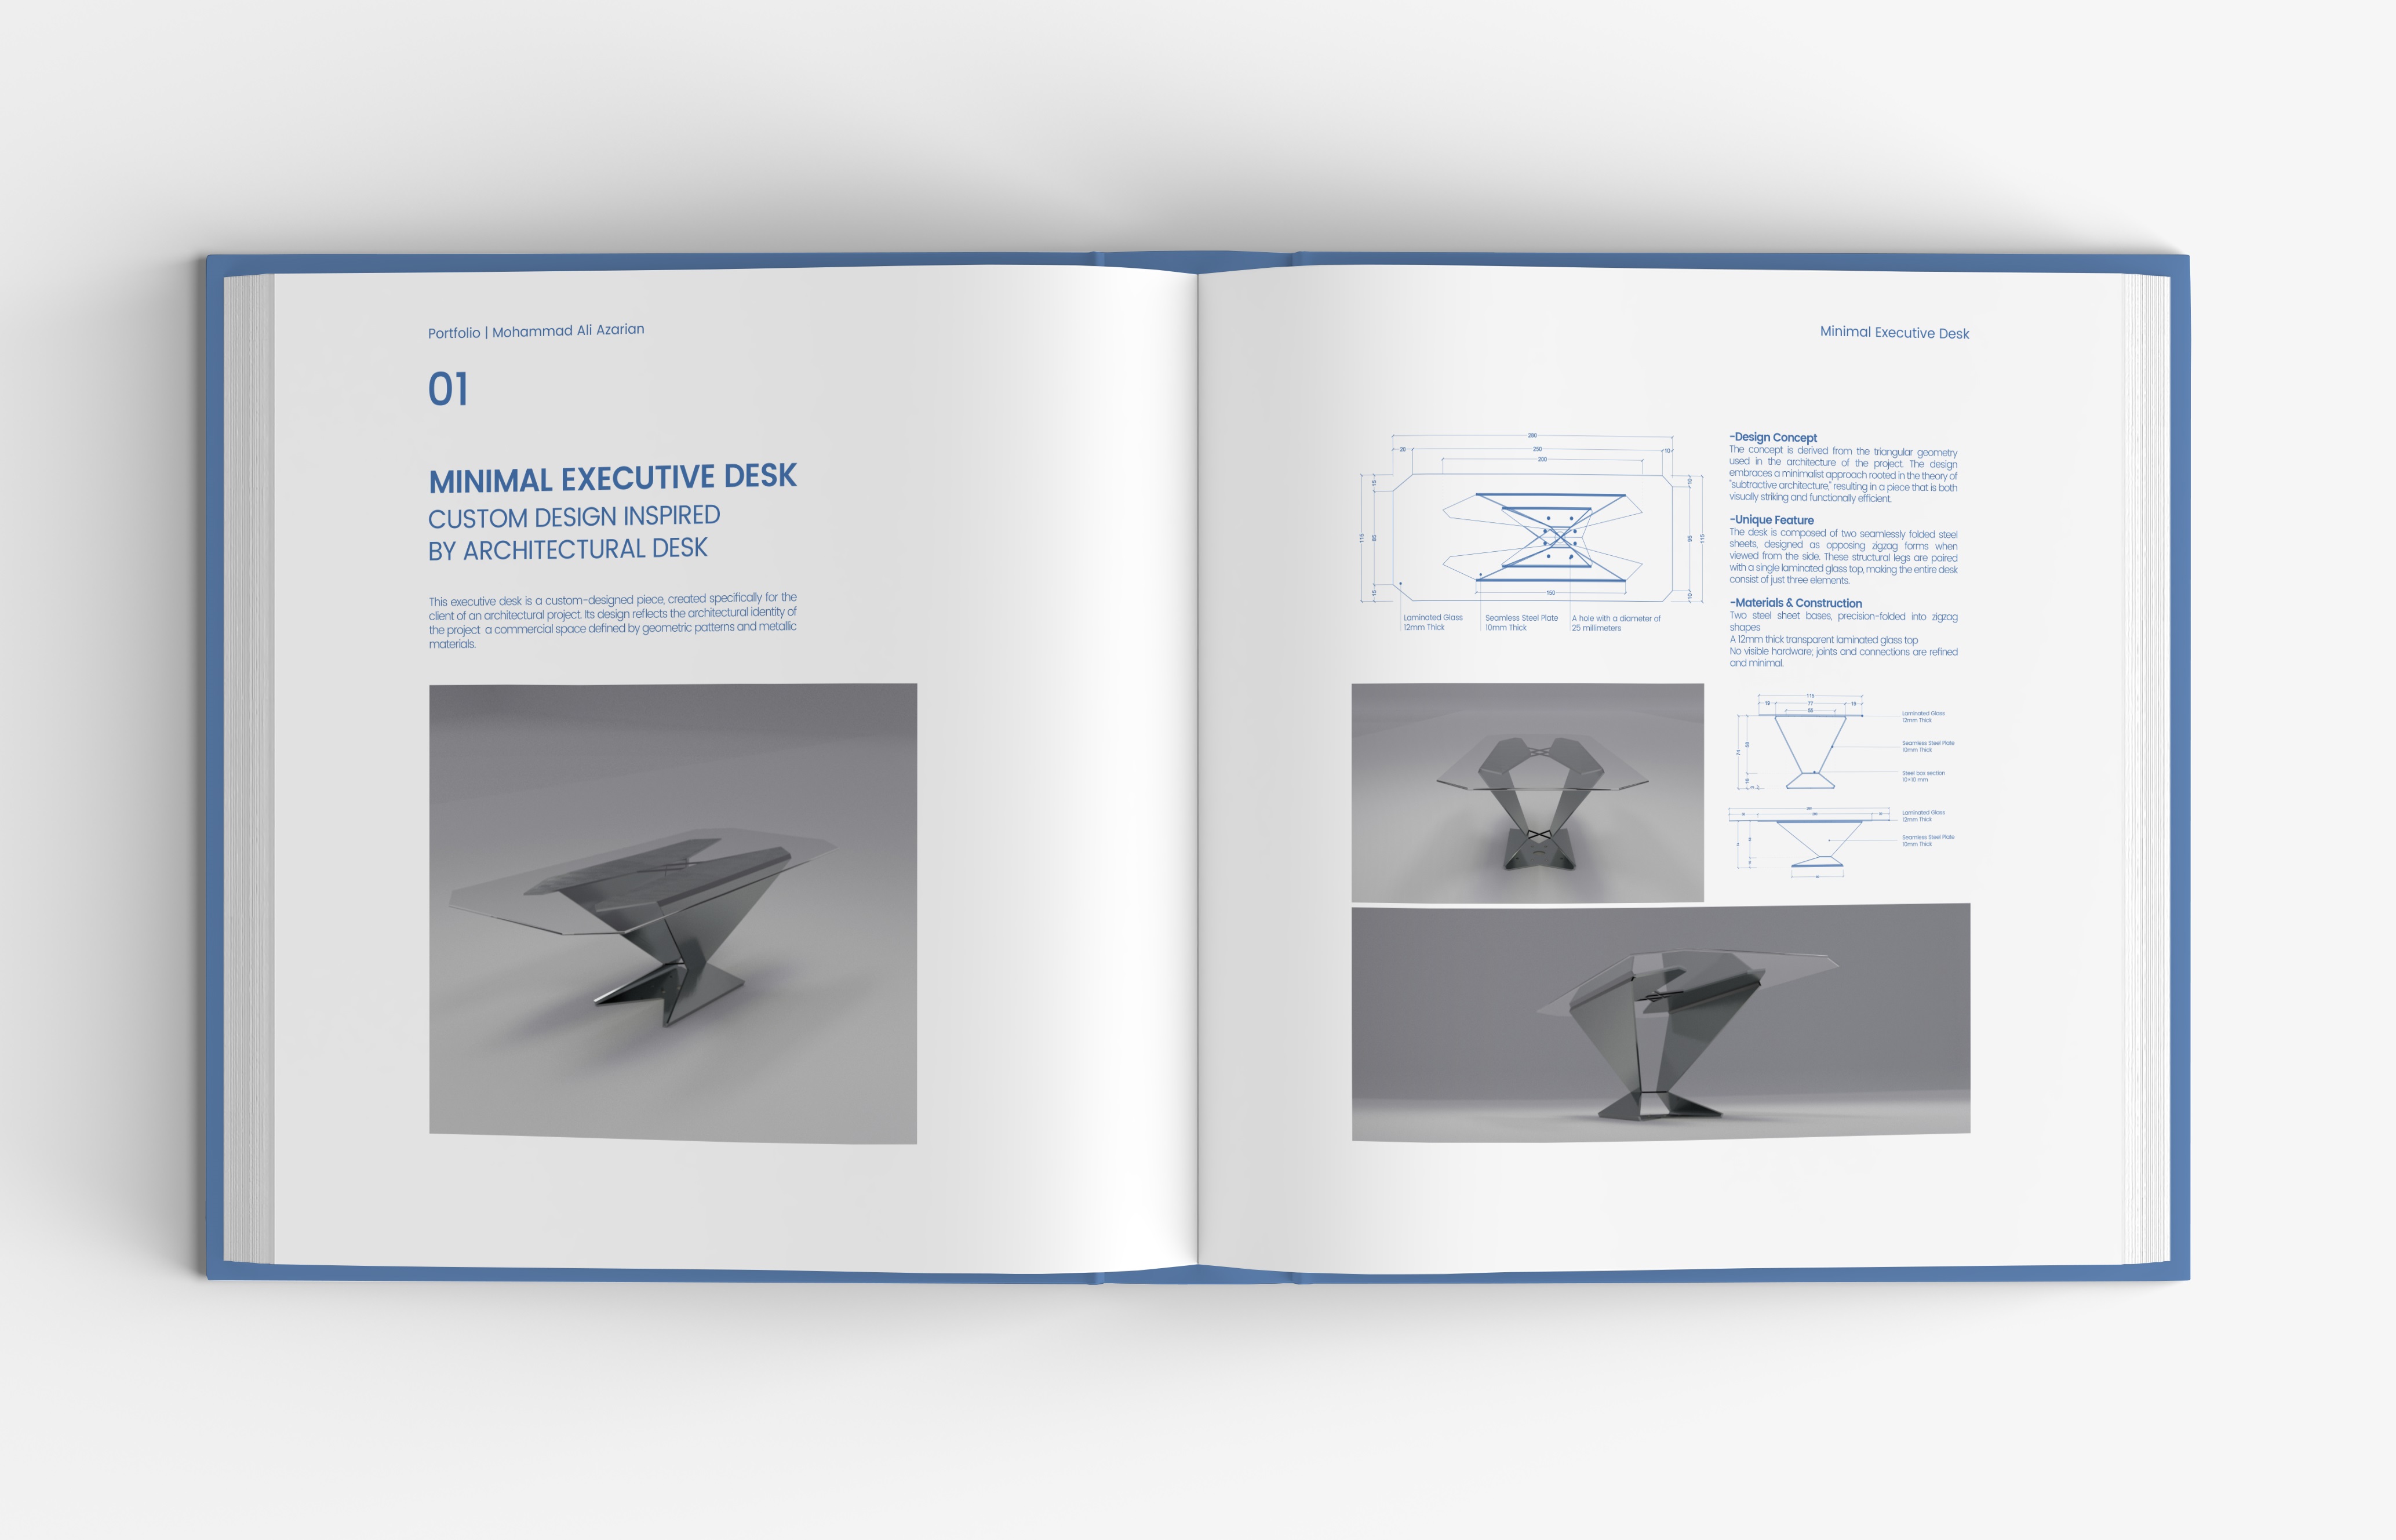 Portfolio | Mohammad Ali Azarian
01
MINIMAL EXECUTIVE DESK
CUSTOM DESIGN INSPIRED
BY ARCHITECTURAL DESK
This executive desk is a custom-designed piece, created specifically for the
client of an architectural project. Its design reflects the architectural identity of
the project a commercial space defined by geometric patterns and metallic
materials.
Minimal Executive Desk
280
20 250 10
200
15 10
115 85 95 115
15 10
150
Laminated Glass
12mm Thick
Seamless Steel Plate
10mm Thick
A hole with a diameter of
25 millimeters
-Design Concept
The concept is derived from the triangular geometry
used in the architecture of the project. The design
embraces a minimalist approach rooted in the theory of
"subtractive architecture," resulting in a piece that is both
visually striking and functionally efficient.
-Unique Feature
The desk is composed of two seamlessly folded steel
sheets, designed as opposing zigzag forms when
viewed from the side. These structural legs are paired
with a single laminated glass top, making the entire desk
consist of just three elements.
-Materials & Construction
Two steel sheet bases, precision-folded into zigzag
shapes
A 12mm thick transparent laminated glass top
No visible hardware; joints and connections are refined
and minimal.
115
19 77 19
55
74
Laminated Glass
12mm Thick
Seamless Steel Plate
10mm Thick
Steel box section
10×10 mm
Laminated Glass
12mm Thick
Seamless Steel Plate
10mm Thick